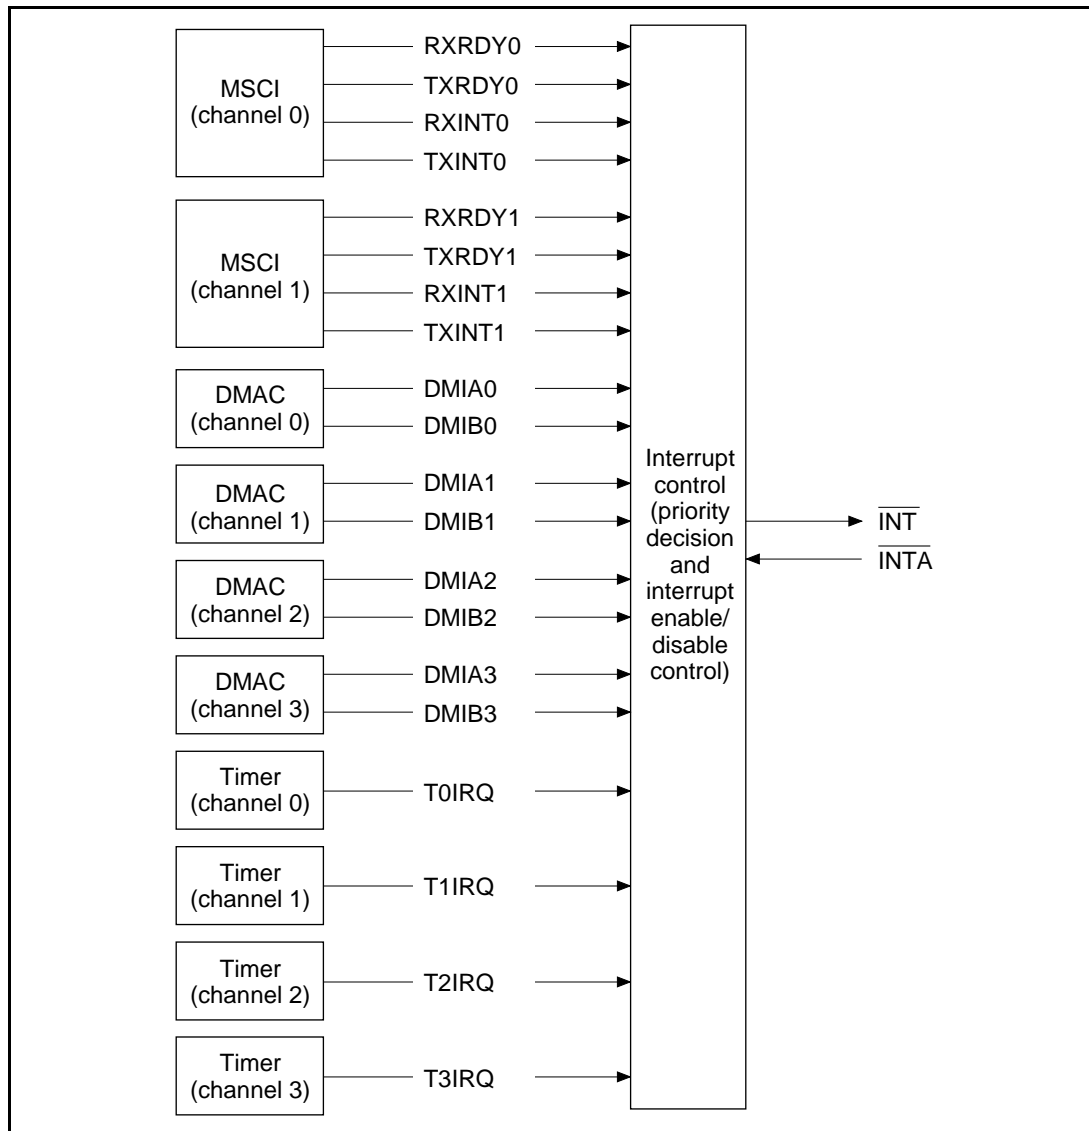 MSCI
(channel 0)
RXRDY0
TXRDY0
RXINT0
TXINT0
MSCI
(channel 1)
RXRDY1
TXRDY1
RXINT1
TXINT1
DMAC
(channel 0)
DMIA0
DMIB0
DMAC
(channel 1)
DMIA1
DMIB1
DMAC
(channel 2)
DMIA2
DMIB2
DMAC
(channel 3)
DMIA3
DMIB3
Timer
(channel 0)
T0IRQ
Timer
(channel 1)
T1IRQ
Timer
(channel 2)
T2IRQ
Timer
(channel 3)
T3IRQ
Interrupt
control
(priority
decision
and
interrupt
enable/
disable
control)
INT
INTA